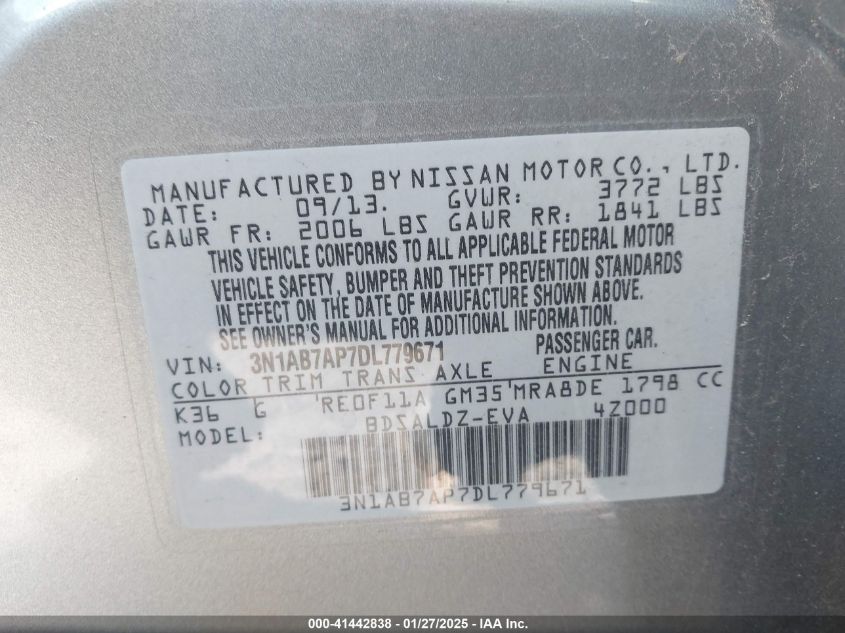 MANUFACTURED BY NISSAN MOTOR CO., LTD.
DATE: 09/13. GVWR: 3772 LBS
GAWR FR: 2006 LBS GAWR RR: 1841 LBS
THIS VEHICLE CONFORMS TO ALL APPLICABLE FEDERAL MOTOR
VEHICLE SAFETY, BUMPER AND THEFT PREVENTION STANDARDS
IN EFFECT ON THE DATE OF MANUFACTURE SHOWN ABOVE.
SEE OWNER'S MANUAL FOR ADDITIONAL INFORMATION.
VIN: 3N1AB7AP7DL779671 PASSENGER CAR.
COLOR TRIM TRANS AXLE ENGINE
K36 G RE0F11A GM35 MRA8DE 1798 CC
MODEL: BDSALDZ-EVA 4Z000
3N1AB7AP7DL779671
000-41442838 - 01/27/2025 - IAA Inc.